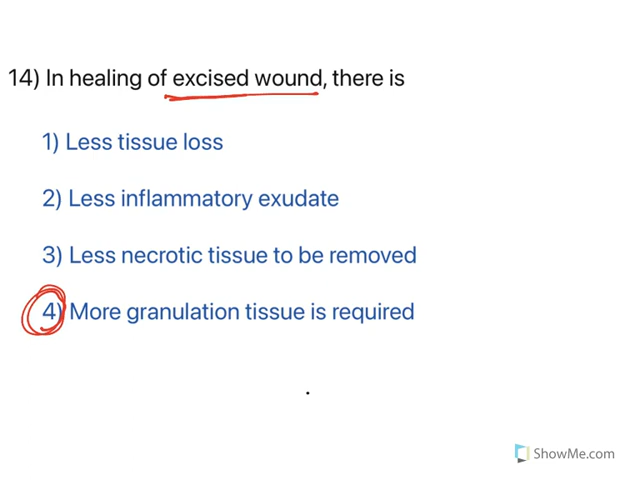 14) In healing of excised wound, there is
1) Less tissue loss
2) Less inflammatory exudate
3) Less necrotic tissue to be removed
4) More granulation tissue is required
ShowMe.com